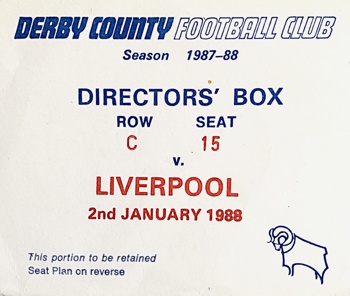 DERBY COUNTY FOOTBALL CLUB
Season 1987-88
DIRECTORS' BOX
ROW SEAT
C 15
v.
LIVERPOOL
2nd JANUARY 1988
This portion to be retained
Seat Plan on reverse